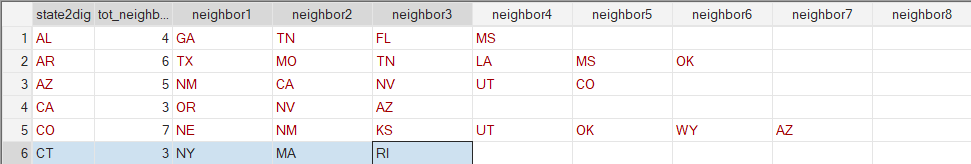 state2dig tot_neighb... neighbor1 neighbor2 neighbor3 neighbor4 neighbor5 neighbor6 neighbor7 neighbor8
1 AL 4 GA TN FL MS
2 AR 6 TX MO TN LA MS OK
3 AZ 5 NM CA NV UT CO
4 CA 3 OR NV AZ
5 CO 7 NE NM KS UT OK WY AZ
6 CT 3 NY MA RI